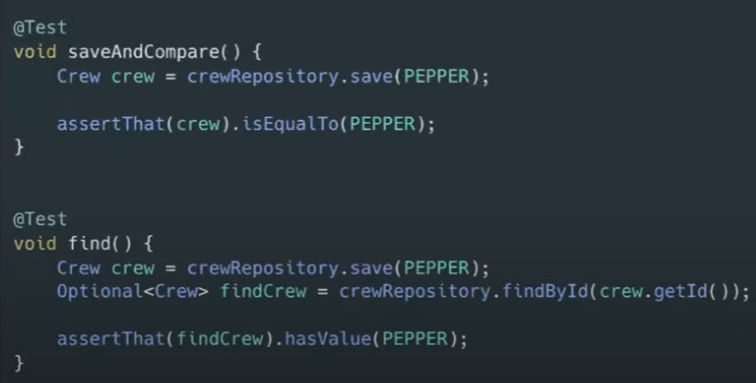 @Test
void saveAndCompare() {
    Crew crew = crewRepository.save(PEPPER);

    assertThat(crew).isEqualTo(PEPPER);
}

@Test
void find() {
    Crew crew = crewRepository.save(PEPPER);
    Optional<Crew> findCrew = crewRepository.findById(crew.getId());

    assertThat(findCrew).hasValue(PEPPER);
}